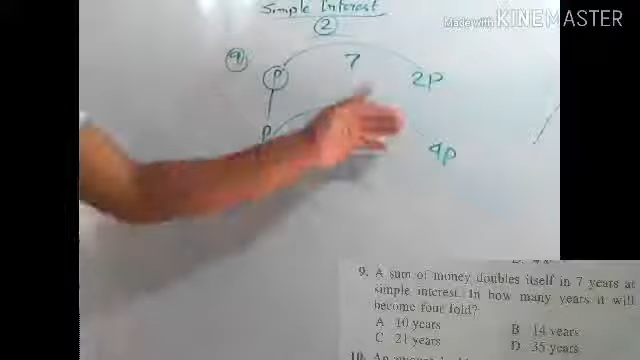 Made with KINEMASTER
Simple Interest
2
9 P 7 2P
P 4P
9. A sum of money doubles itself in 7 years at
simple interest. In how many years it will
become four fold?
A 10 years B 14 years
C 21 years D 35 years
10. An